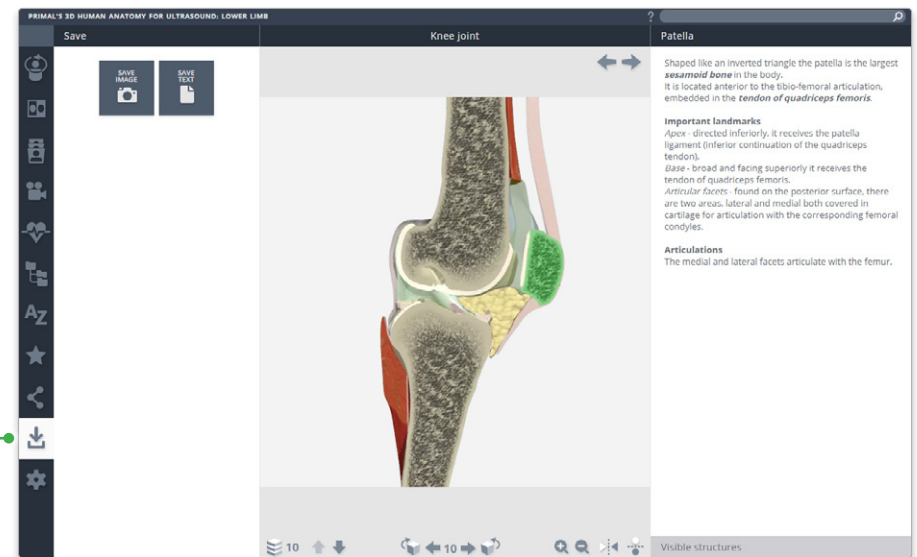 PRIMAL'S 3D HUMAN ANATOMY FOR ULTRASOUND: LOWER LIMB
?
Save
Knee joint
Patella
SAVE
IMAGE
SAVE
TEXT
Shaped like an inverted triangle the patella is the largest
sesamoid bone in the body.
It is located anterior to the tibio-femoral articulation,
embedded in the tendon of quadriceps femoris.
Important landmarks
Apex - directed inferiorly, it receives the patella
ligament (inferior continuation of the quadriceps
tendon).
Base - broad and facing superiorly it receives the
tendon of quadriceps femoris.
Articular facets - found on the posterior surface, there
are two areas, lateral and medial both covered in
cartilage for articulation with the corresponding femoral
condyles.
Articulations
The medial and lateral facets articulate with the femur.
AZ
10
10
Visible structures